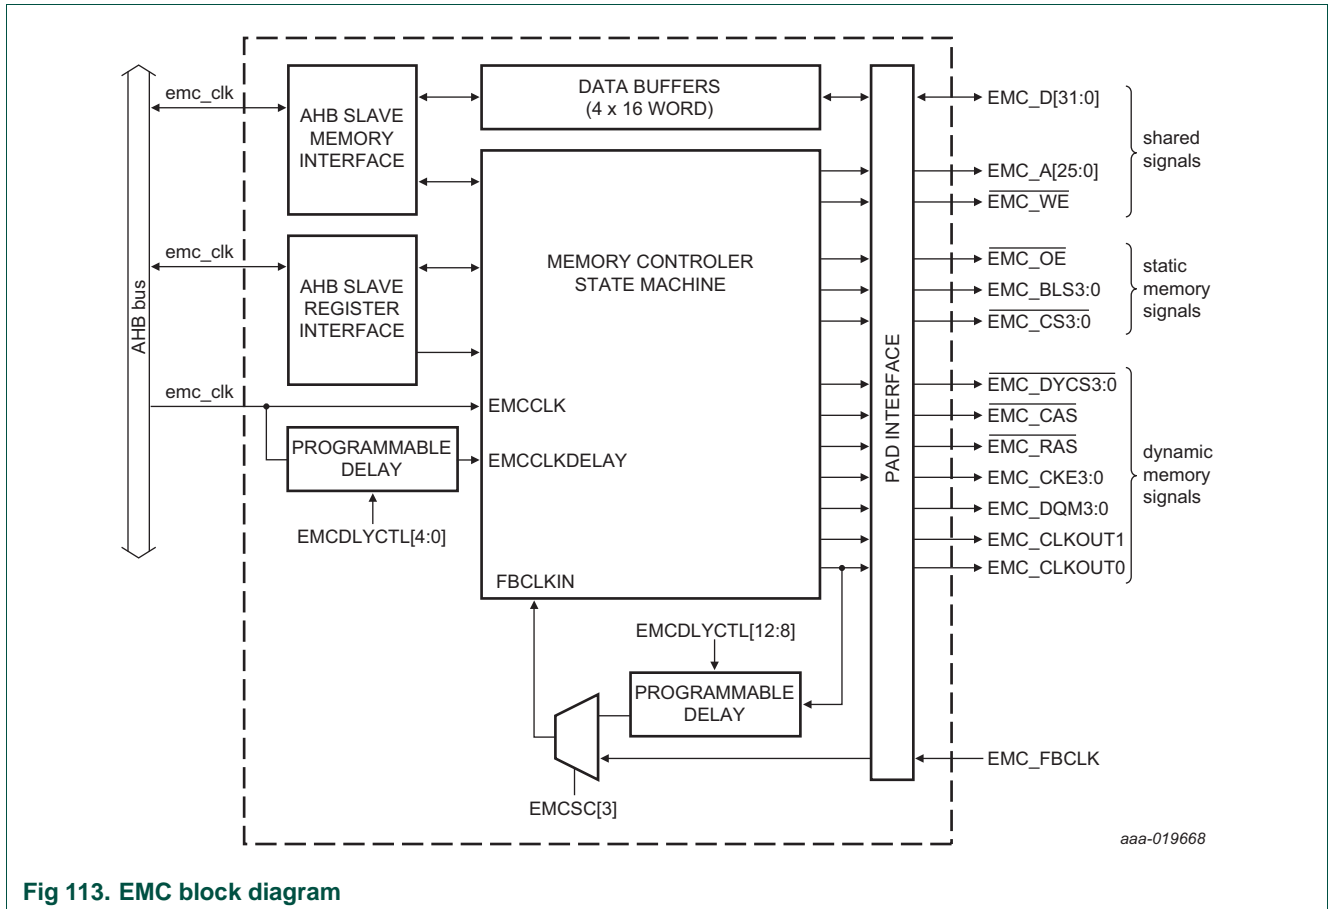 emc_clk
AHB SLAVE
MEMORY
INTERFACE
DATA BUFFERS
(4 x 16 WORD)
EMC_D[31:0]
EMC_A[25:0]
EMC_WE
shared
signals
emc_clk
AHB SLAVE
REGISTER
INTERFACE
MEMORY CONTROLER
STATE MACHINE
EMC_OE
EMC_BLS3:0
EMC_CS3:0
static
memory
signals
AHB bus
PAD INTERFACE
emc_clk
EMCCLK
PROGRAMMABLE
DELAY
EMCCLKDELAY
EMCDLYCTL[4:0]
EMC_DYCS3:0
EMC_CAS
EMC_RAS
EMC_CKE3:0
EMC_DQM3:0
EMC_CLKOUT1
EMC_CLKOUT0
dynamic
memory
signals
FBCLKIN
EMCDLYCTL[12:8]
PROGRAMMABLE
DELAY
EMC_FBCLK
EMCSC[3]
aaa-019668
Fig 113. EMC block diagram